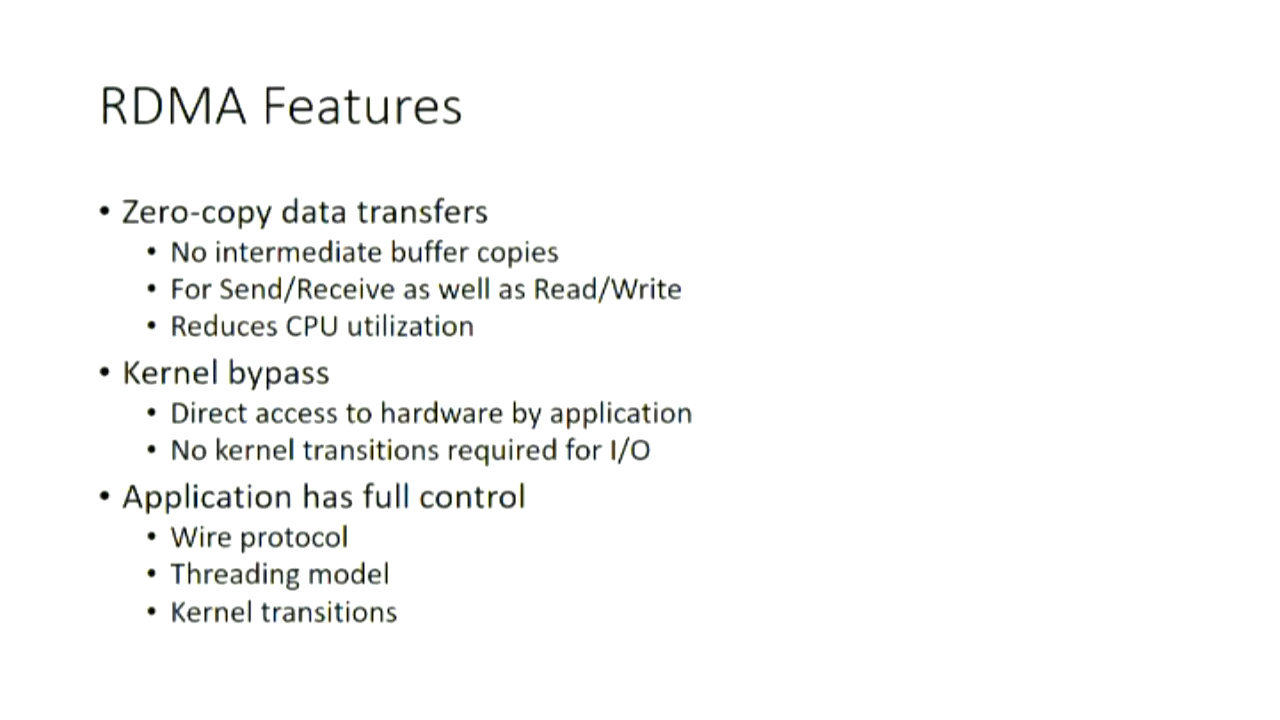 RDMA Features
• Zero-copy data transfers
• No intermediate buffer copies
• For Send/Receive as well as Read/Write
• Reduces CPU utilization
• Kernel bypass
• Direct access to hardware by application
• No kernel transitions required for I/O
• Application has full control
• Wire protocol
• Threading model
• Kernel transitions